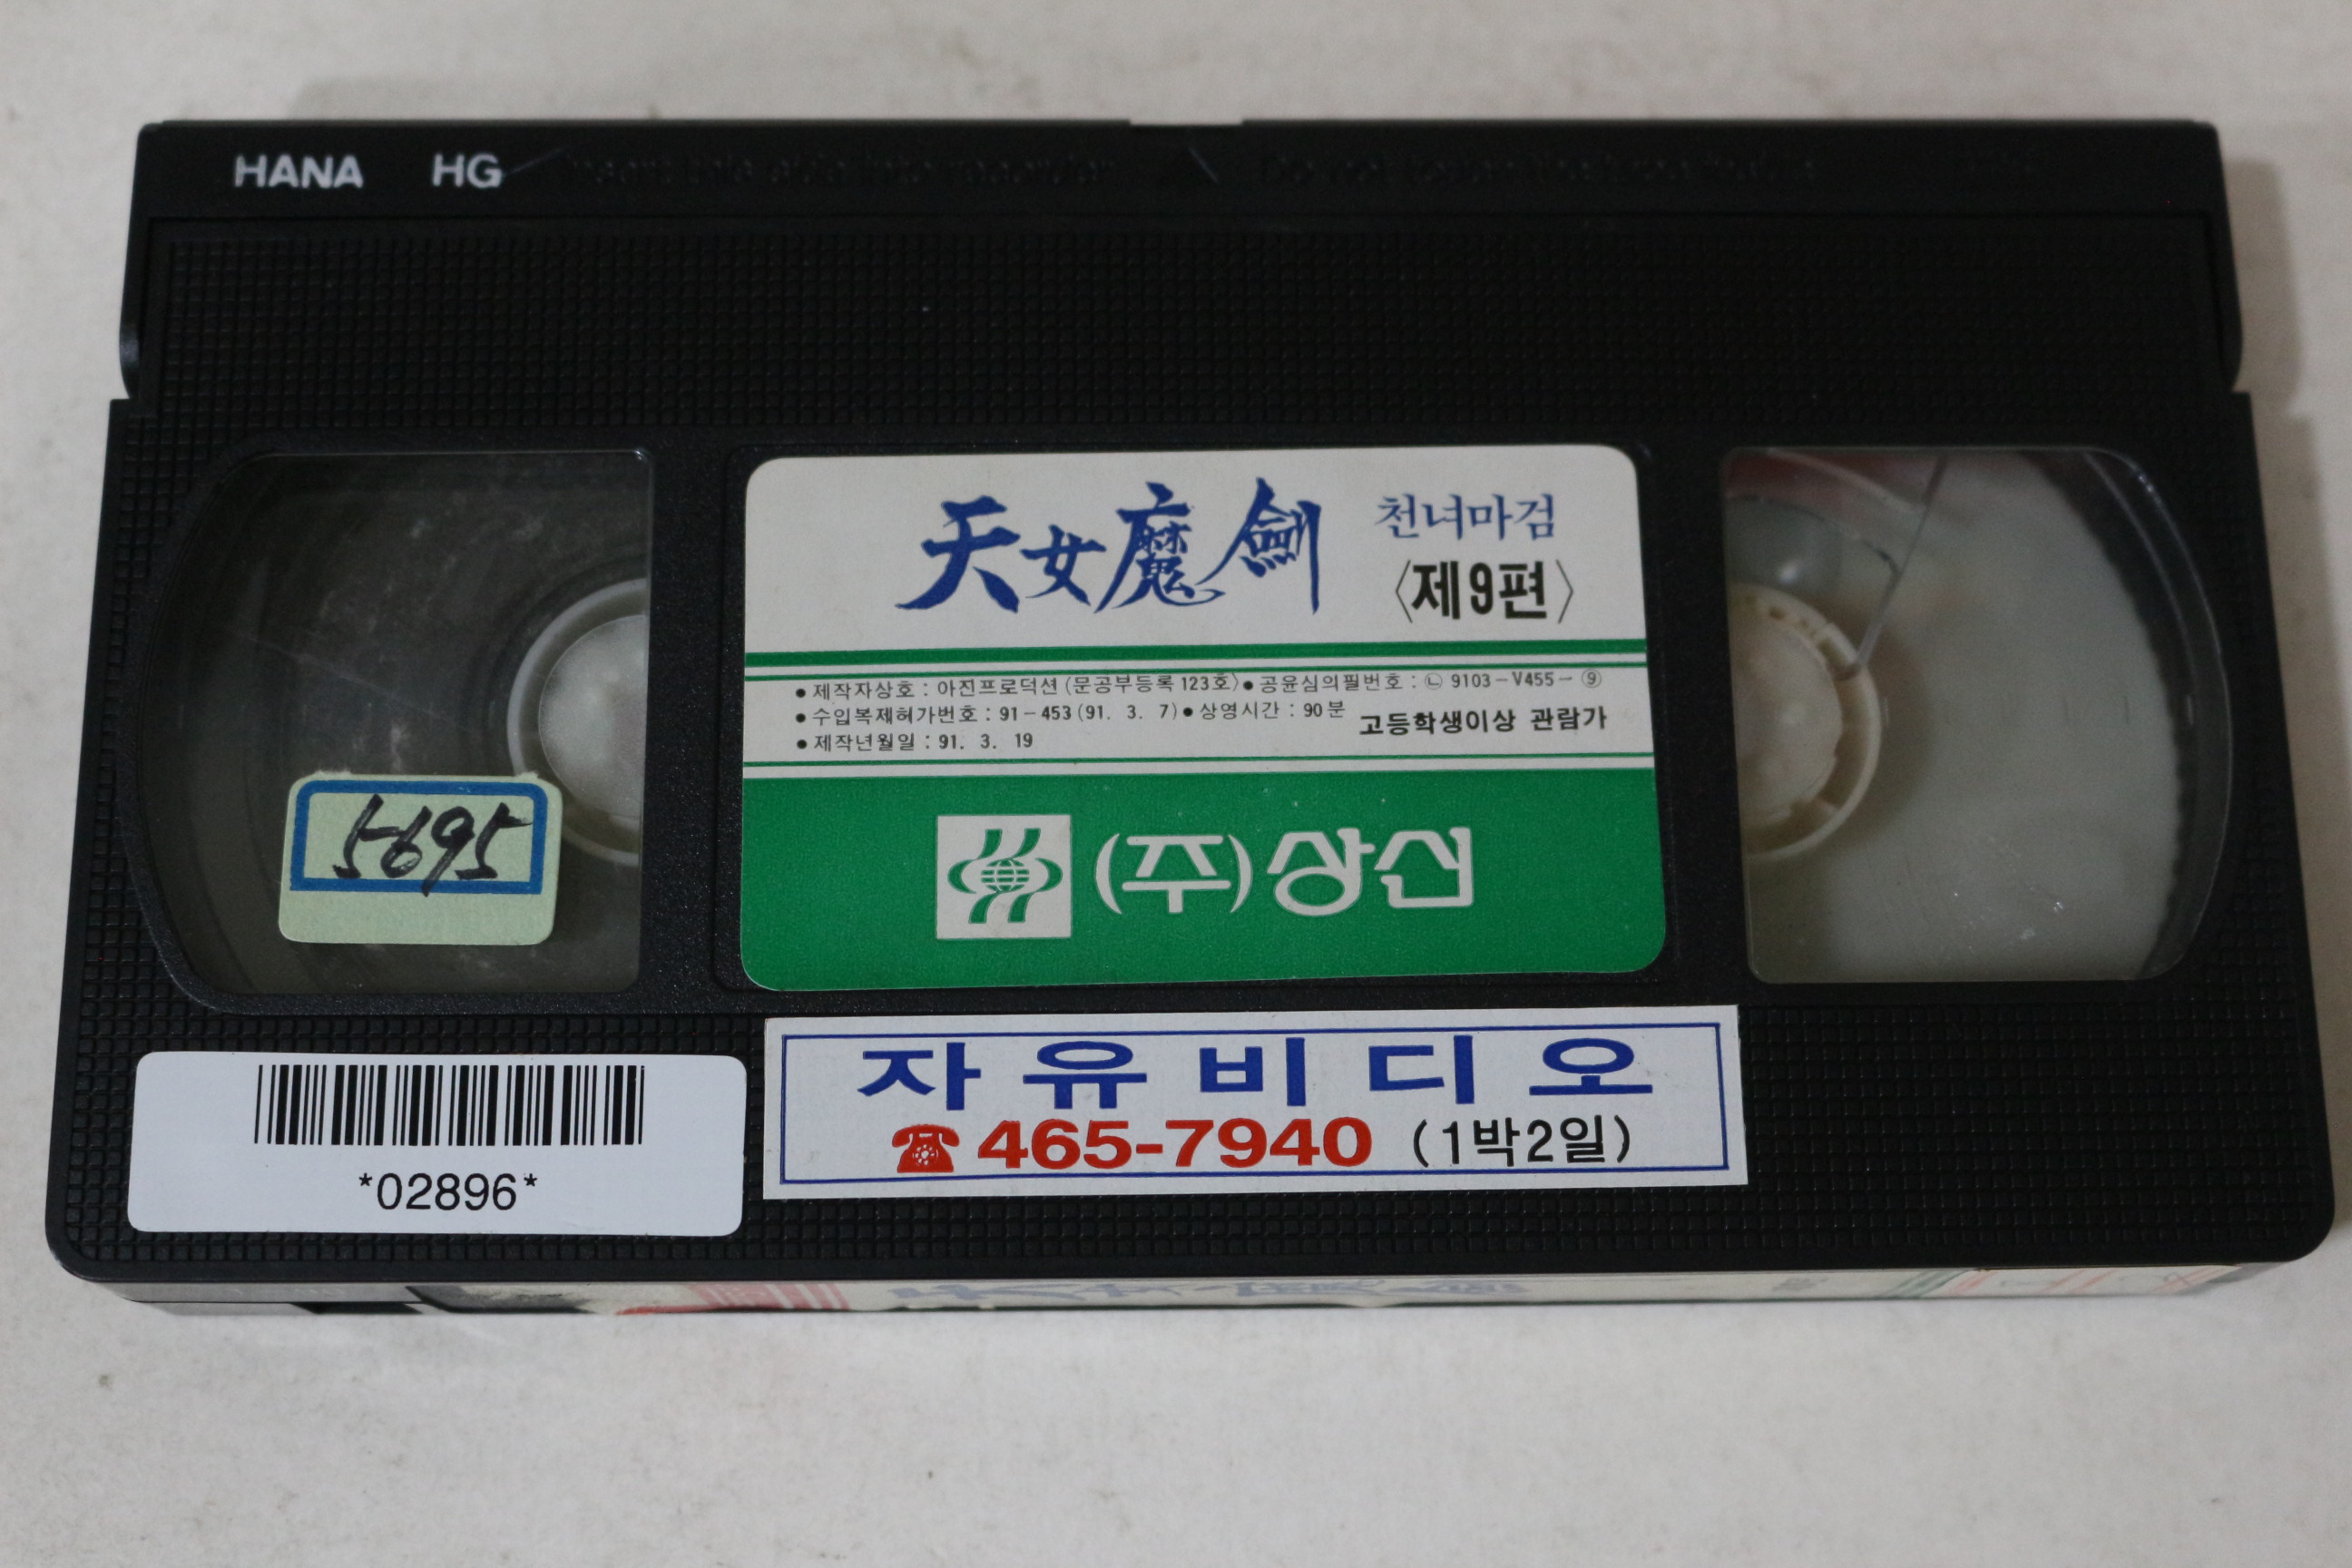 HANA HG
天女魔劍 천녀마검
〈제9편〉
● 제작자상호 : 아진프로덕션 (문공부등록 123호) ● 공윤심의필번호 : ㉡ 9103-V455-⑨
● 수입복제허가번호 : 91-453 (91. 3. 7) ● 상영시간 : 90분 고등학생이상 관람가
● 제작년월일 : 91. 3. 19
(주)상신
5695
자유비디오
☎ 465-7940 (1박2일)
*02896*